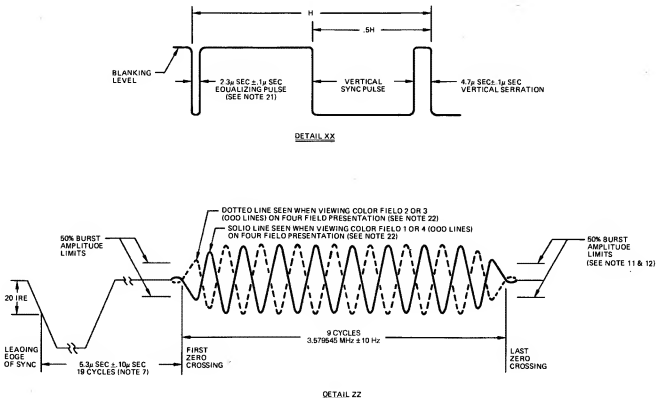 H
.5H
BLANKING
LEVEL
2.3μ SEC ±.1μ SEC
EQUALIZING PULSE
(SEE NOTE 21)
VERTICAL
SYNC PULSE
4.7μ SEC ±.1μ SEC
VERTICAL SERRATION
DETAIL XX
DOTTED LINE SEEN WHEN VIEWING COLOR FIELD 2 OR 3
(ODD LINES) ON FOUR FIELD PRESENTATION (SEE NOTE 22)
SOLID LINE SEEN WHEN VIEWING COLOR FIELD 1 OR 4 (ODD LINES)
ON FOUR FIELD PRESENTATION (SEE NOTE 22)
50% BURST
AMPLITUDE
LIMITS
50% BURST
AMPLITUDE
LIMITS
(SEE NOTE 11 & 12)
20 IRE
LEADING
EDGE
OF SYNC
5.3μ SEC ±.10μ SEC
19 CYCLES (NOTE 7)
FIRST
ZERO
CROSSING
9 CYCLES
3.579545 MHz ± 10 Hz
LAST
ZERO
CROSSING
DETAIL ZZ